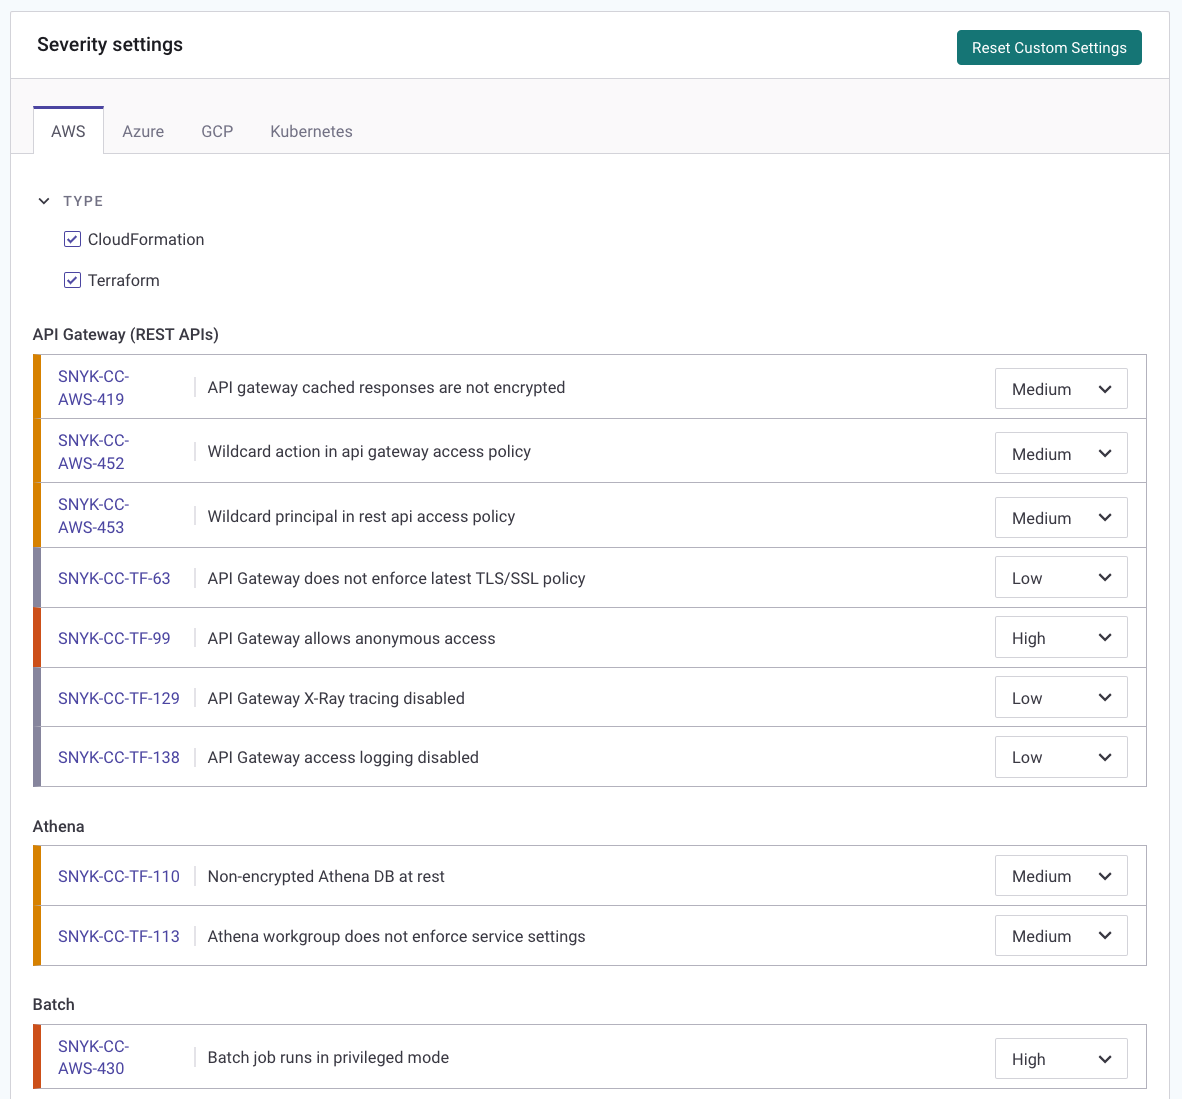 Severity settings
Reset Custom Settings
AWS
Azure
GCP
Kubernetes
TYPE
CloudFormation
Terraform
API Gateway (REST APIs)
SNYK-CC-
AWS-419
API gateway cached responses are not encrypted
Medium
SNYK-CC-
AWS-452
Wildcard action in api gateway access policy
Medium
SNYK-CC-
AWS-453
Wildcard principal in rest api access policy
Medium
SNYK-CC-TF-63
API Gateway does not enforce latest TLS/SSL policy
Low
SNYK-CC-TF-99
API Gateway allows anonymous access
High
SNYK-CC-TF-129
API Gateway X-Ray tracing disabled
Low
SNYK-CC-TF-138
API Gateway access logging disabled
Low
Athena
SNYK-CC-TF-110
Non-encrypted Athena DB at rest
Medium
SNYK-CC-TF-113
Athena workgroup does not enforce service settings
Medium
Batch
SNYK-CC-
AWS-430
Batch job runs in privileged mode
High